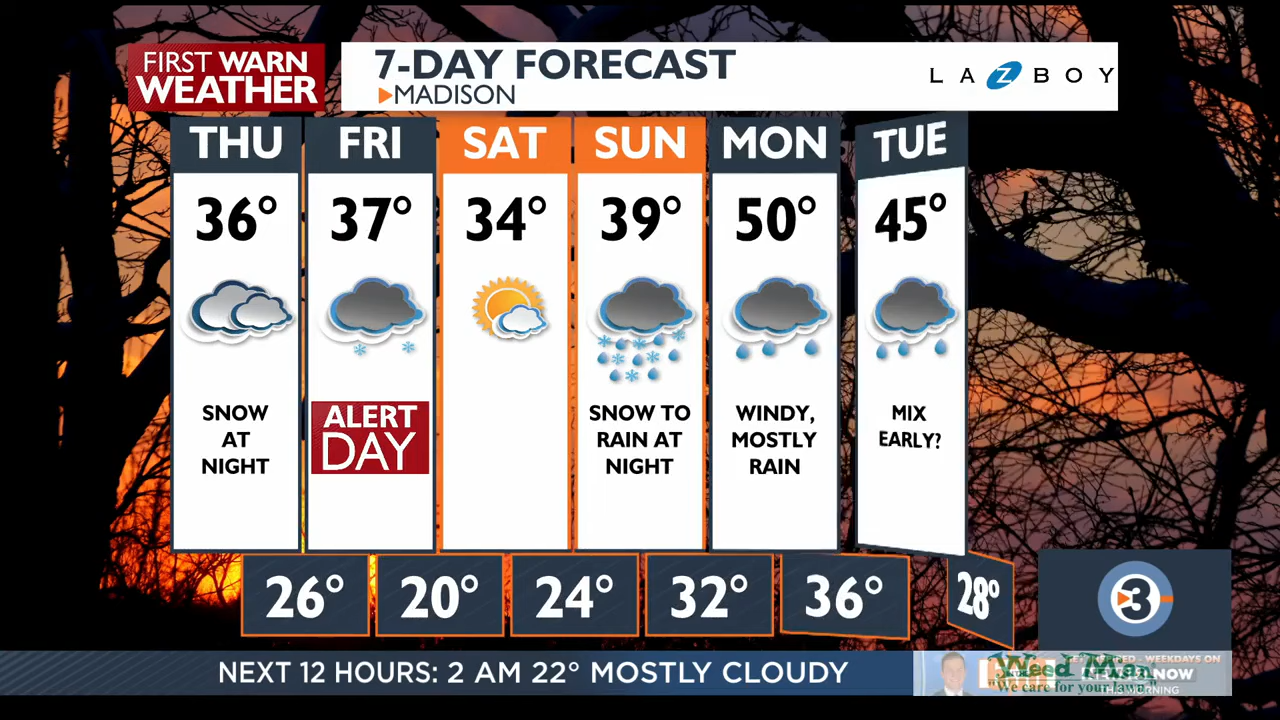 FIRST WARN
WEATHER
7-DAY FORECAST
MADISON
LA Z BOY
THU FRI SAT SUN MON TUE
36° 37° 34° 39° 50° 45°
SNOW
AT
NIGHT
ALERT
DAY
SNOW TO
RAIN AT
NIGHT
WINDY,
MOSTLY
RAIN
MIX
EARLY?
26° 20° 24° 32° 36° 28°
3
NEXT 12 HOURS: 2 AM 22° MOSTLY CLOUDY
Weed Man
"We care for your lawn"
WEEKDAYS ON
NOW
MORNING